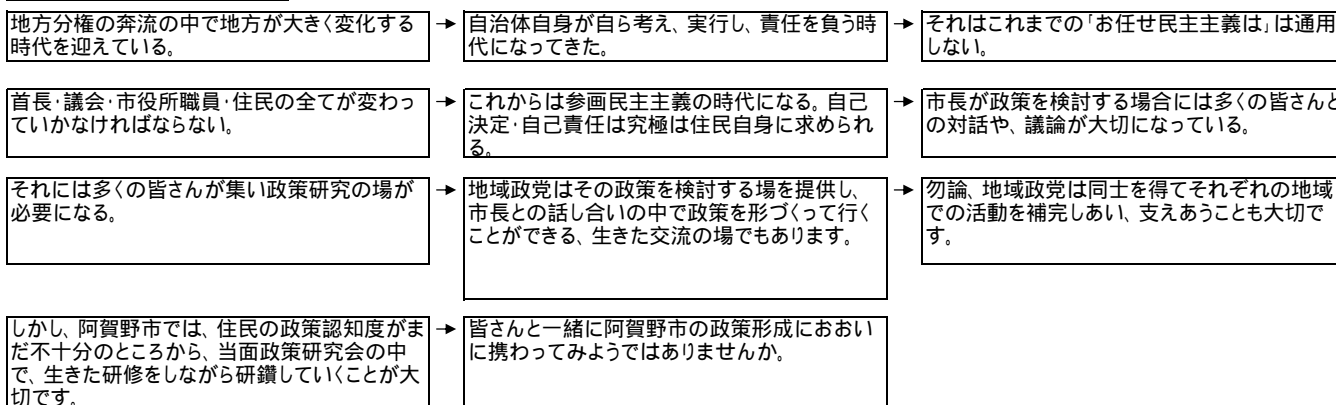 地方分権の奔流の中で地方が大きく変化する
時代を迎えている。
自治体自身が自ら考え、実行し、責任を負う時
代になってきた。
それはこれまでの「お任せ民主主義は」は通用
しない。
首長・議会・市役所職員・住民の全てが変わっ
ていかなければならない。
これからは参画民主主義の時代になる。自己
決定・自己責任は究極は住民自身に求められ
る。
市長が政策を検討する場合には多くの皆さんと
の対話や、議論が大切になっている。
それには多くの皆さんが集い政策研究の場が
必要になる。
地域政党はその政策を検討する場を提供し、
市長との話し合いの中で政策を形づくって行く
ことができる、生きた交流の場でもあります。
勿論、地域政党は同士を得てそれぞれの地域
での活動を補完しあい、支えあうことも大切で
す。
しかし、阿賀野市では、住民の政策認知度がま
だ不十分のところから、当面政策研究会の中
で、生きた研修をしながら研鑽していくことが大
切です。
皆さんと一緒に阿賀野市の政策形成におおい
に携わってみようではありませんか。